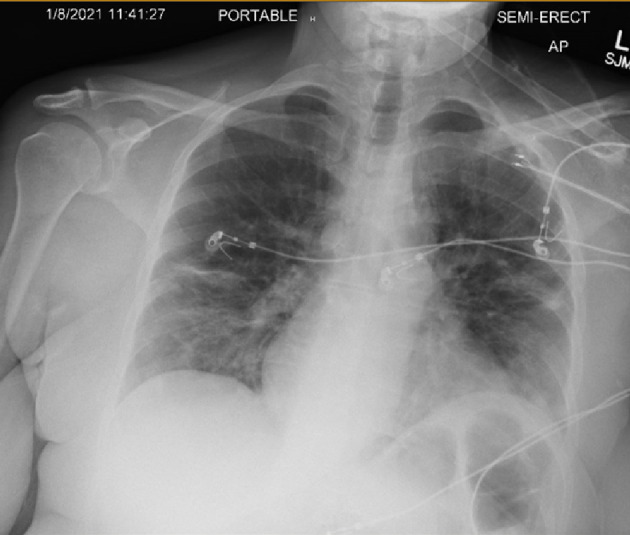 1/8/2021 11:41:27
PORTABLE H
SEMI-ERECT
AP
L
SJM